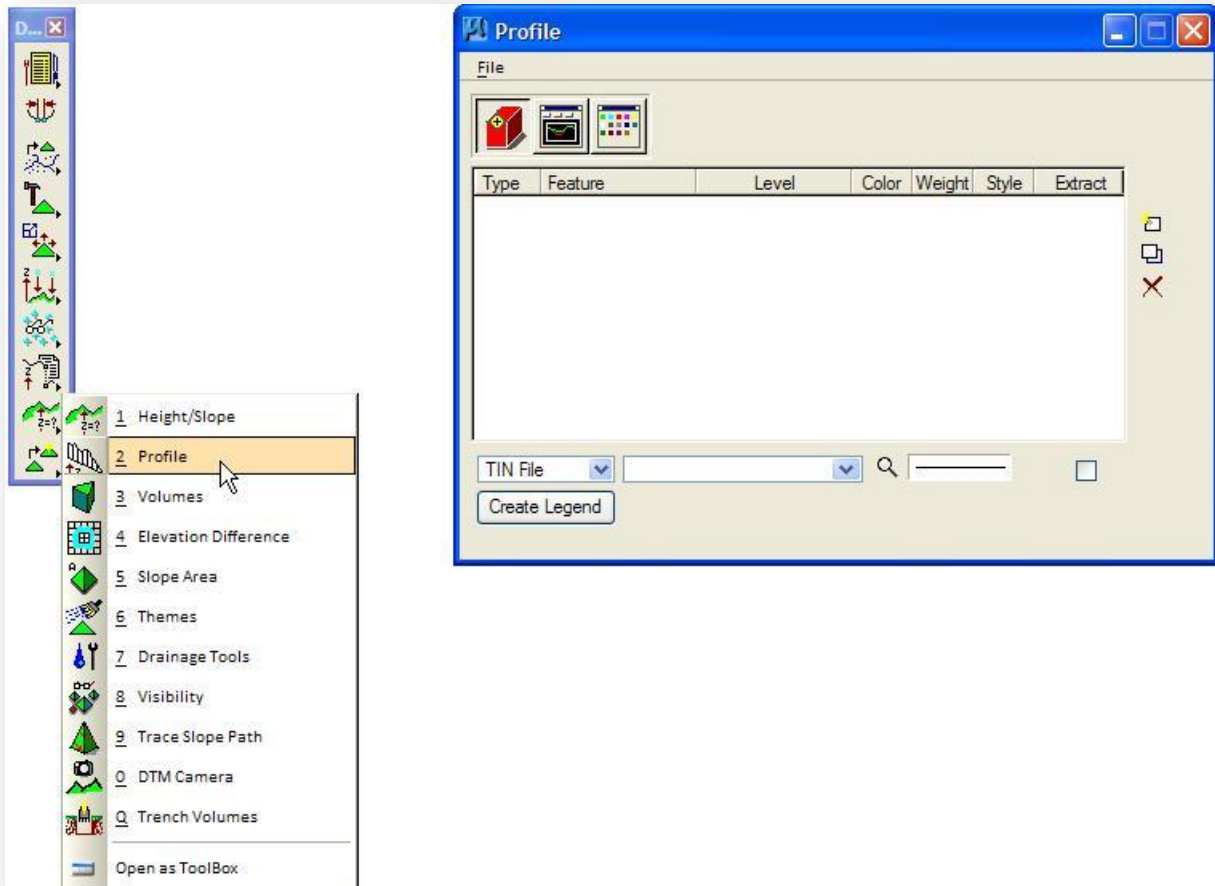 D...
1 Height/Slope
2 Profile
3 Volumes
4 Elevation Difference
5 Slope Area
6 Themes
7 Drainage Tools
8 Visibility
9 Trace Slope Path
0 DTM Camera
Q Trench Volumes
Open as ToolBox
Profile
File
Type Feature Level Color Weight Style Extract
TIN File
Create Legend